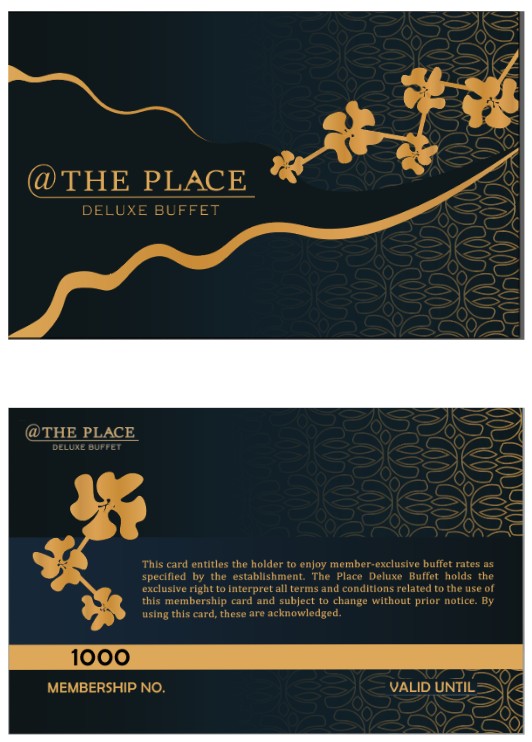 @THE PLACE
DELUXE BUFFET
@THE PLACE
DELUXE BUFFET
This card entitles the holder to enjoy member-exclusive buffet rates as
specified by the establishment. The Place Deluxe Buffet holds the
exclusive right to interpret all terms and conditions related to the use of
this membership card and subject to change without prior notice. By
using this card, these are acknowledged.
1000
MEMBERSHIP NO.
VALID UNTIL